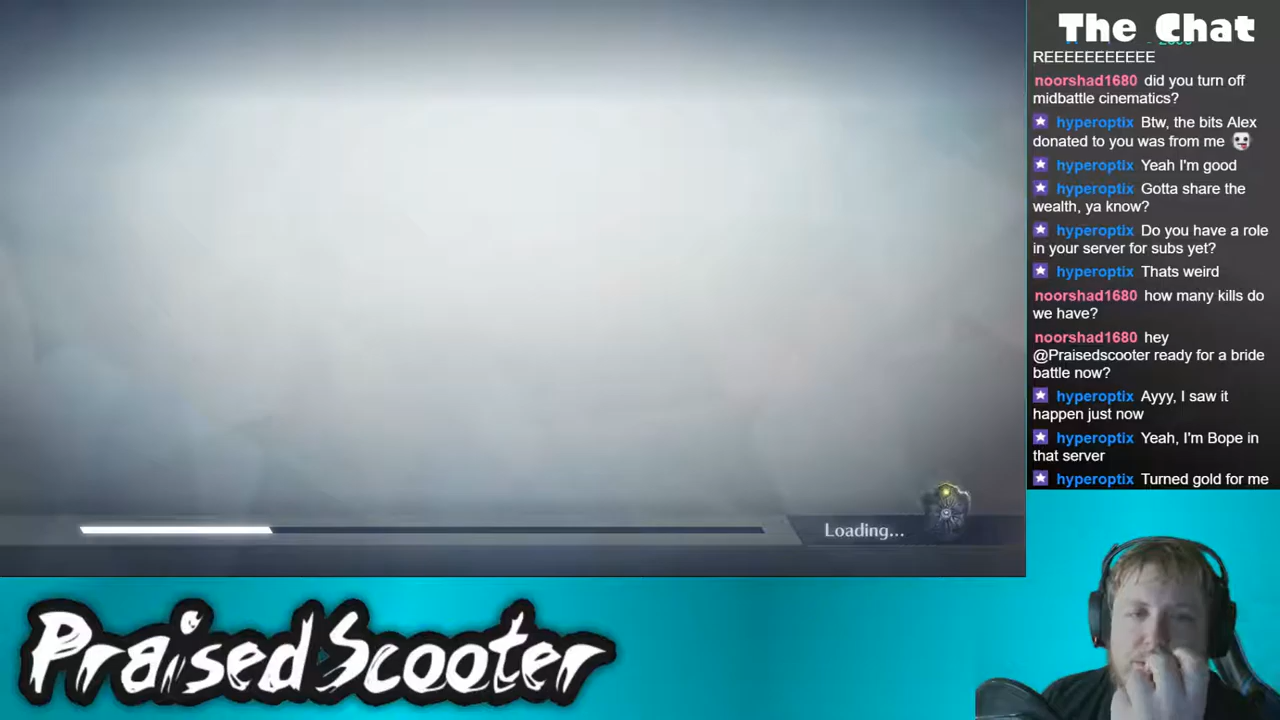 The Chat
REEEEEEEEEEE
noorshad1680 did you turn off
midbattle cinematics?
hyperoptix Btw, the bits Alex
donated to you was from me
hyperoptix Yeah I'm good
hyperoptix Gotta share the
wealth, ya know?
hyperoptix Do you have a role
in your server for subs yet?
hyperoptix Thats weird
noorshad1680 how many kills do
we have?
noorshad1680 hey
@Praisedscooter ready for a bride
battle now?
hyperoptix Ayyy, I saw it
happen just now
hyperoptix Yeah, I'm Bope in
that server
hyperoptix Turned gold for me
Loading...
PraisedScooter